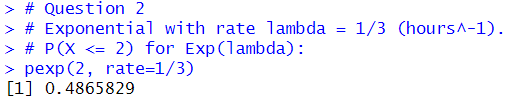 > # Question 2
> # Exponential with rate lambda = 1/3 (hours^-1).
> # P(X <= 2) for Exp(lambda):
> pexp(2, rate=1/3)
[1] 0.4865829